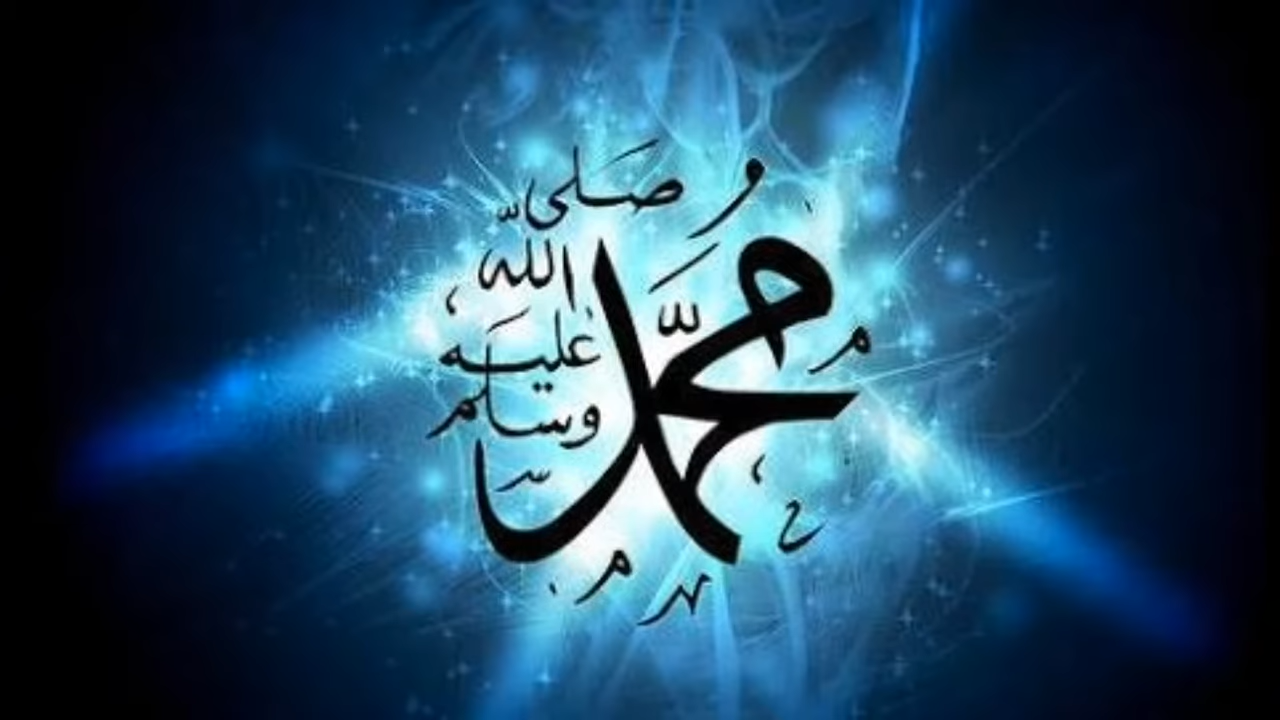 محمد
صلى
الله
عليه
وسلم